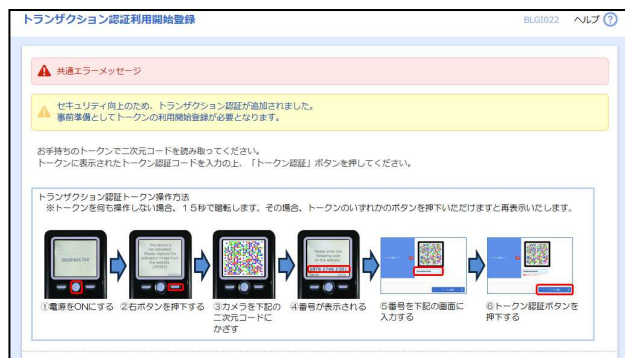 トランザクション認証利用開始登録
BLGI022 ヘルプ ?
共通エラーメッセージ
セキュリティ向上のため、トランザクション認証が追加されました。
事前準備としてトークンの利用開始登録が必要となります。
お手持ちのトークンで二次元コードを読み取ってください。
トークンに表示されたトークン認証コードを入力の上、「トークン認証」ボタンを押してください。
トランザクション認証トークン操作方法
※トークンを何も操作しない場合、15秒で暗転します。その場合、トークンのいずれかのボタンを押下いただけますと再表示いたします。
①電源をONにする
②右ボタンを押下する
③カメラを下記の
二次元コードに
かざす
④番号が表示される
⑤番号を下記の画面に
入力する
⑥トークン認証ボタンを
押下する